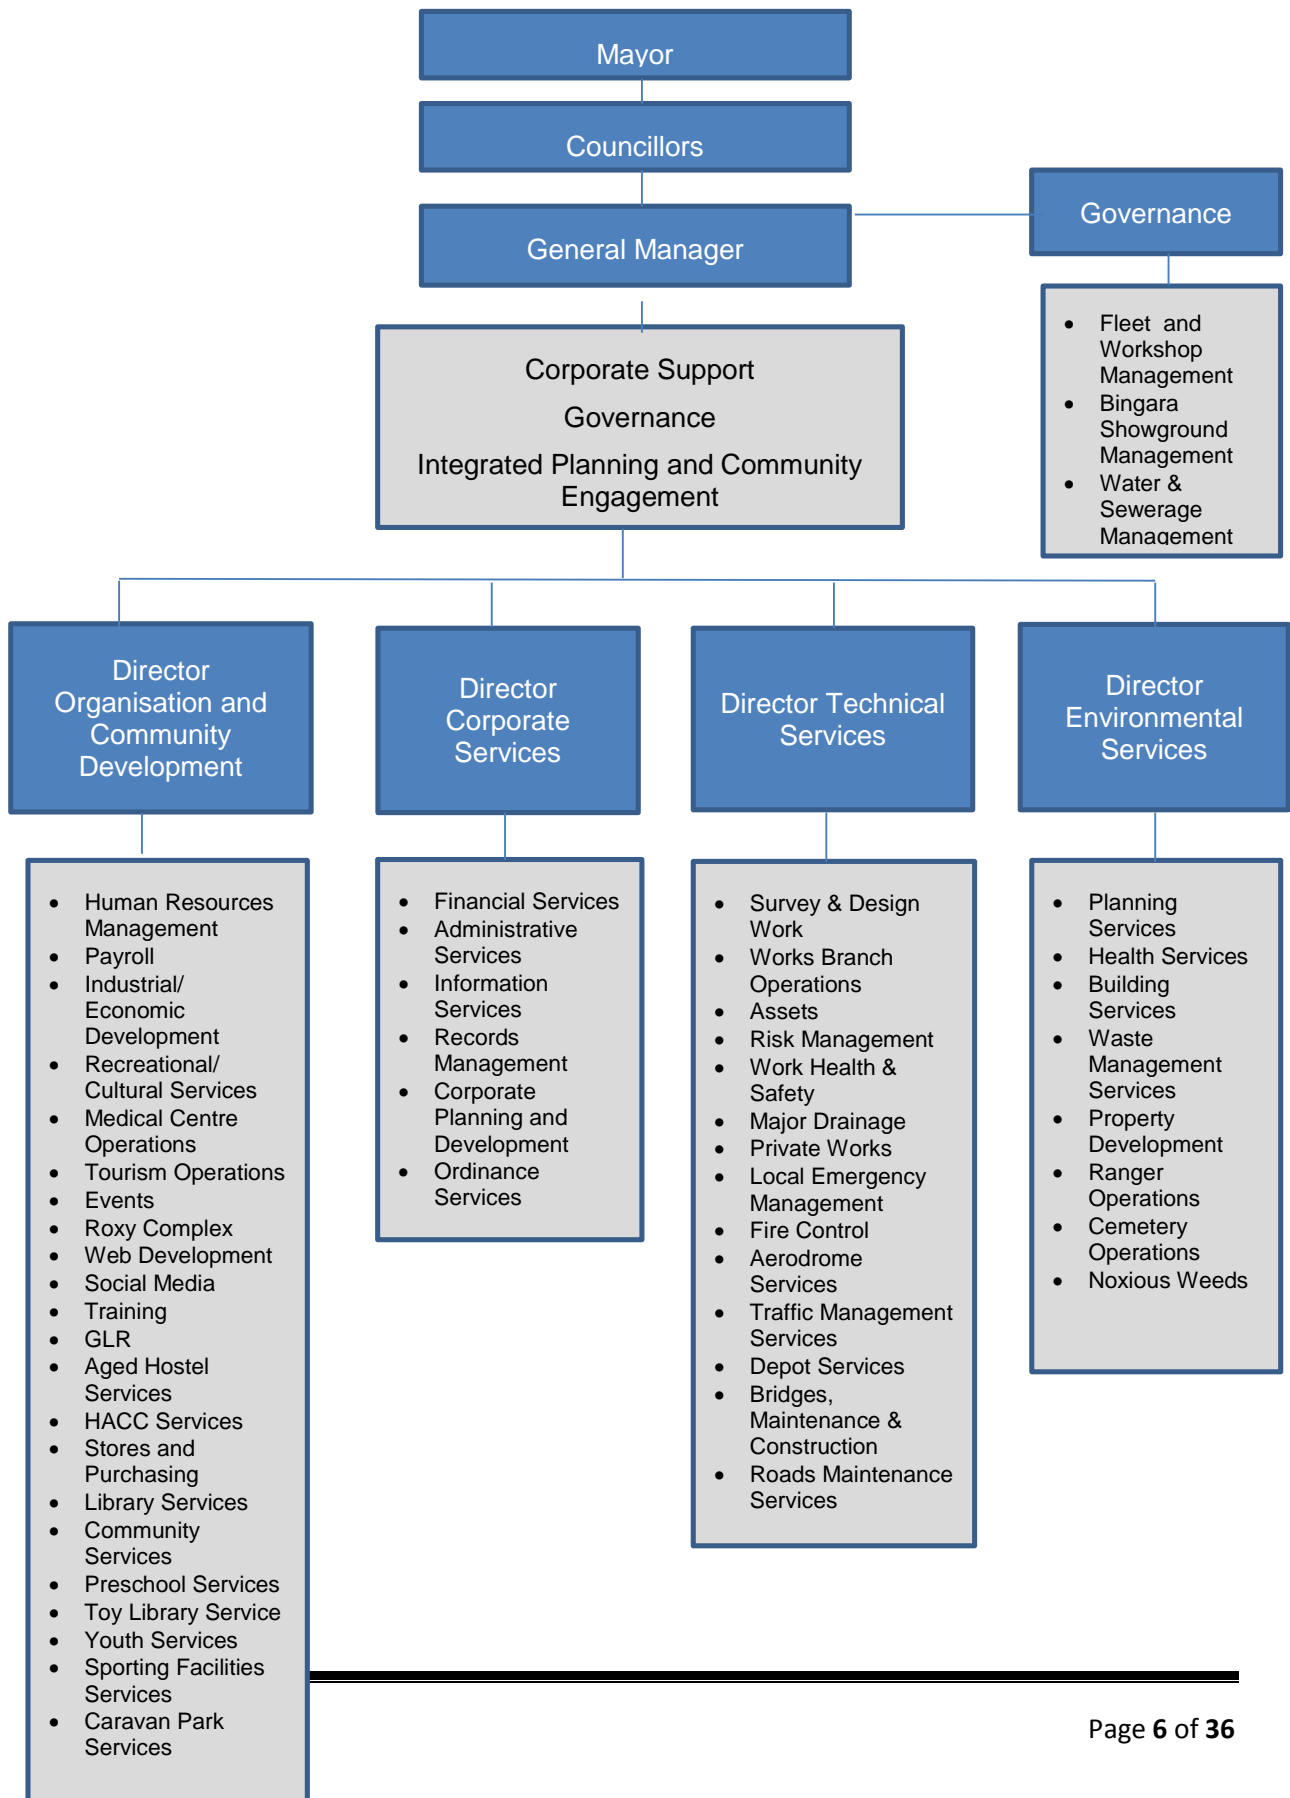 Mayor
Councillors
General Manager
Governance
• Fleet and
Workshop
Management
• Bingara
Showground
Management
• Water &
Sewerage
Management
Corporate Support
Governance
Integrated Planning and Community
Engagement
Director
Organisation and
Community
Development
Director
Corporate
Services
Director Technical
Services
Director
Environmental
Services
• Human Resources
Management
• Payroll
• Industrial/
Economic
Development
• Recreational/
Cultural Services
• Medical Centre
Operations
• Tourism Operations
• Events
• Roxy Complex
• Web Development
• Social Media
• Training
• GLR
• Aged Hostel
Services
• HACC Services
• Stores and
Purchasing
• Library Services
• Community
Services
• Preschool Services
• Toy Library Service
• Youth Services
• Sporting Facilities
Services
• Caravan Park
Services
• Financial Services
• Administrative
Services
• Information
Services
• Records
Management
• Corporate
Planning and
Development
• Ordinance
Services
• Survey & Design
Work
• Works Branch
Operations
• Assets
• Risk Management
• Work Health &
Safety
• Major Drainage
• Private Works
• Local Emergency
Management
• Fire Control
• Aerodrome
Services
• Traffic Management
Services
• Depot Services
• Bridges,
Maintenance &
Construction
• Roads Maintenance
Services
• Planning
Services
• Health Services
• Building
Services
• Waste
Management
Services
• Property
Development
• Ranger
Operations
• Cemetery
Operations
• Noxious Weeds
Page 6 of 36